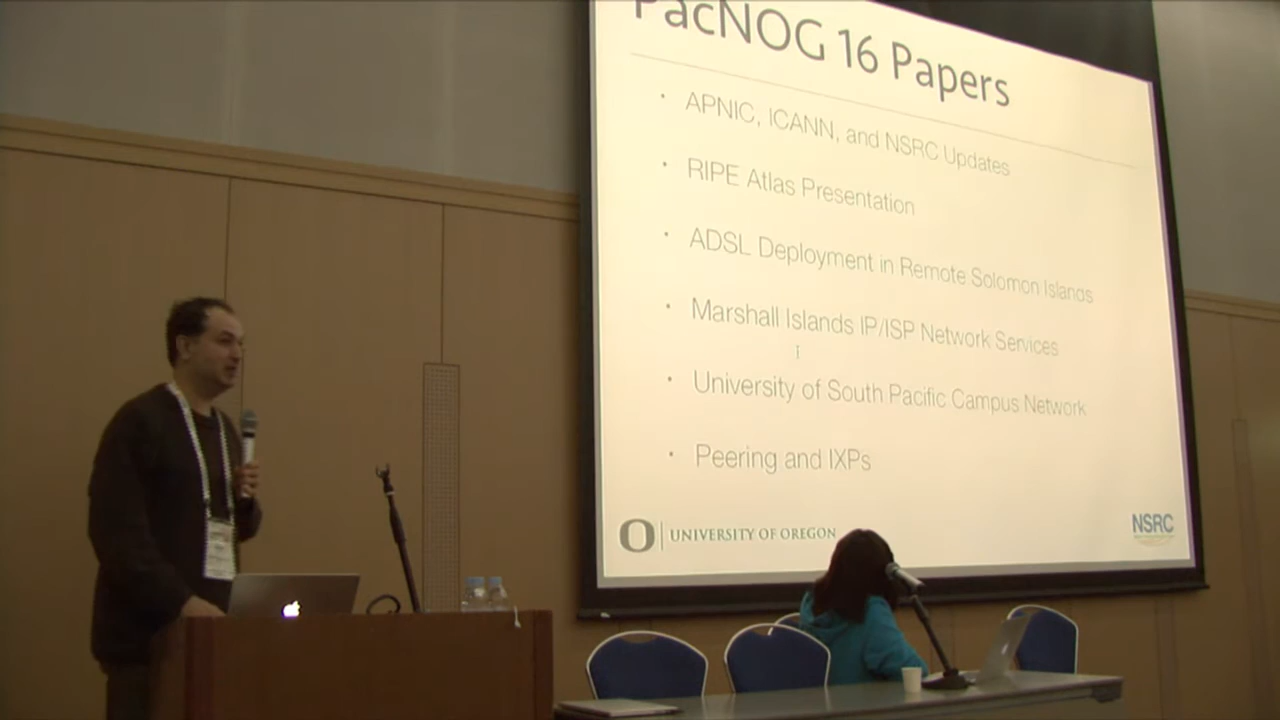 PacNOG 16 Papers
• APNIC, ICANN, and NSRC Updates
• RIPE Atlas Presentation
• ADSL Deployment in Remote Solomon Islands
• Marshall Islands IP/ISP Network Services
• University of South Pacific Campus Network
• Peering and IXPs
O | UNIVERSITY OF OREGON
NSRC